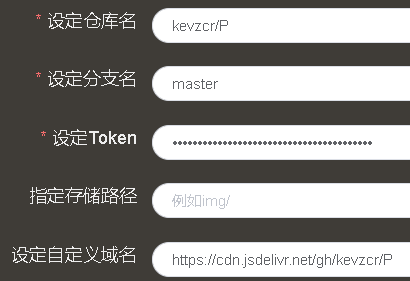 * 设定仓库名 kevzcr/P
* 设定分支名 master
* 设定Token ••••••••••••••••••••••••••••••••••••••••
指定存储路径 例如img/
设定自定义域名 https://cdn.jsdelivr.net/gh/kevzcr/P